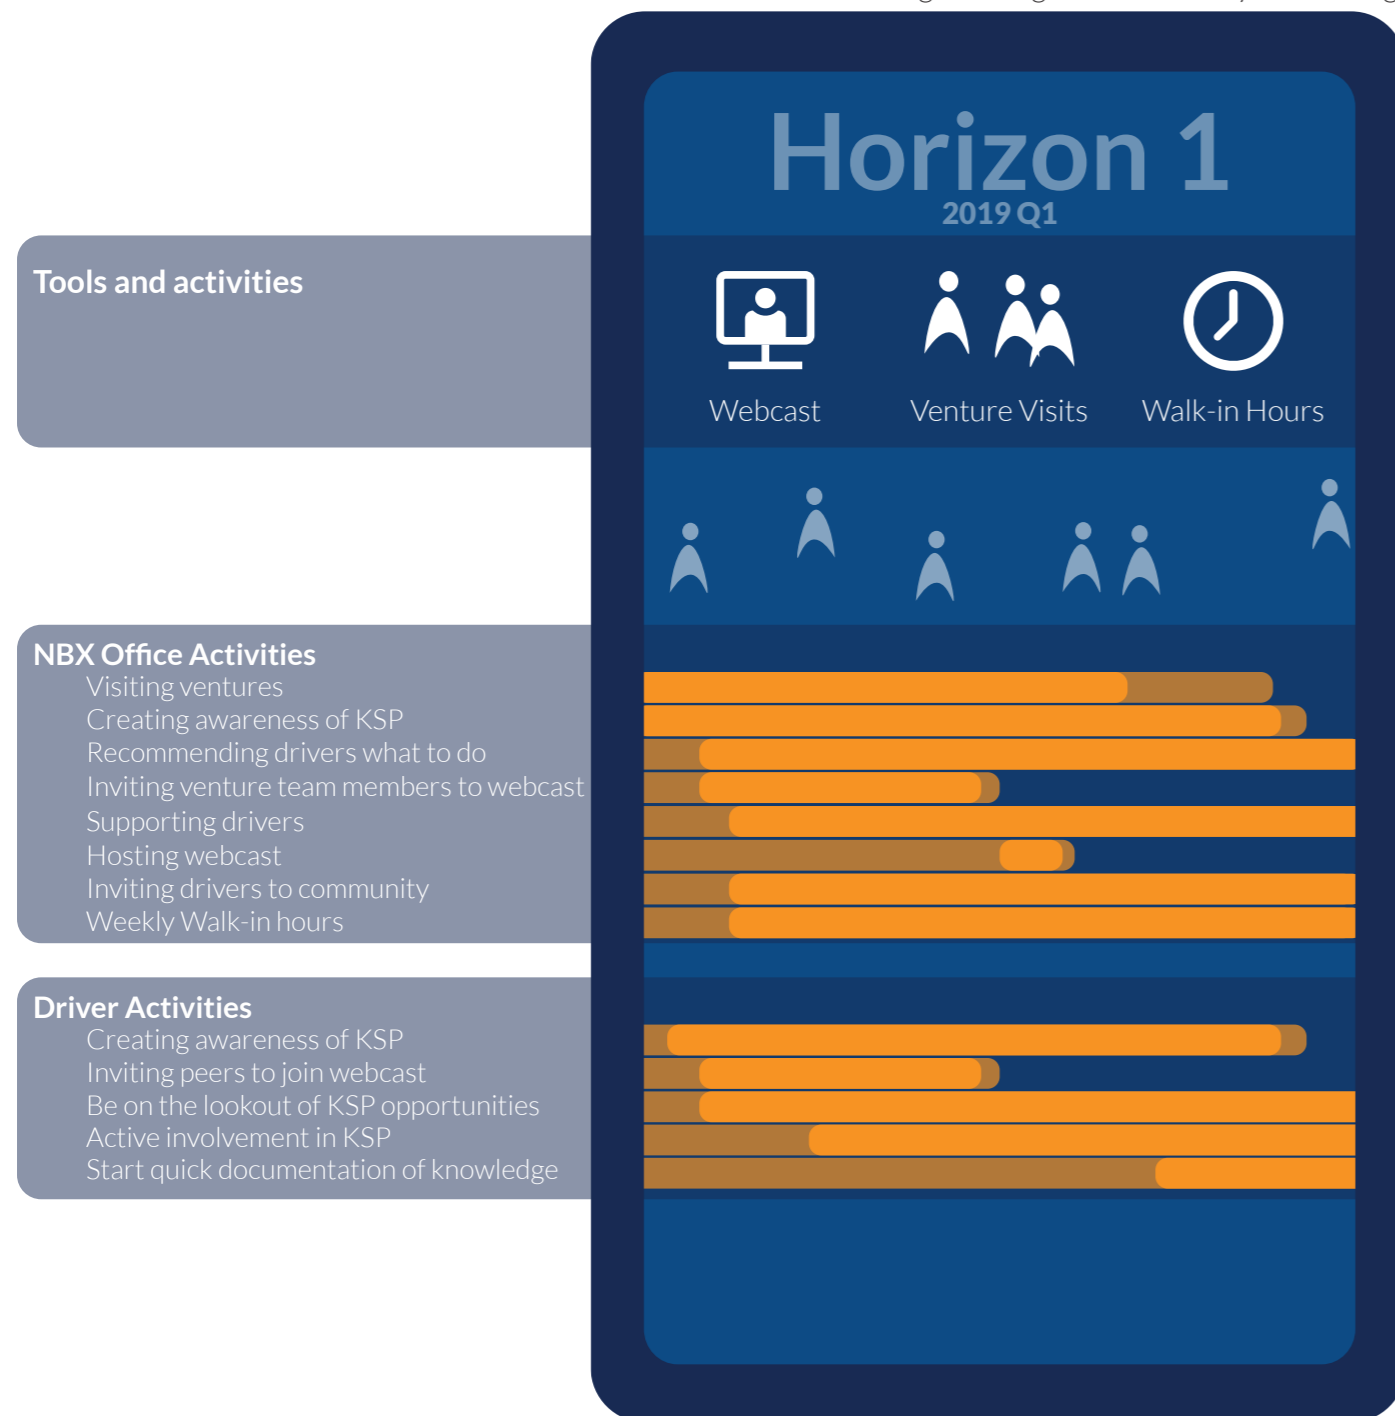 Horizon 1
2019 Q1
Tools and activities
Webcast
Venture Visits
Walk-in Hours
NBX Office Activities
Visiting ventures
Creating awareness of KSP
Recommending drivers what to do
Inviting venture team members to webcast
Supporting drivers
Hosting webcast
Inviting drivers to community
Weekly Walk-in hours
Driver Activities
Creating awareness of KSP
Inviting peers to join webcast
Be on the lookout of KSP opportunities
Active involvement in KSP
Start quick documentation of knowledge